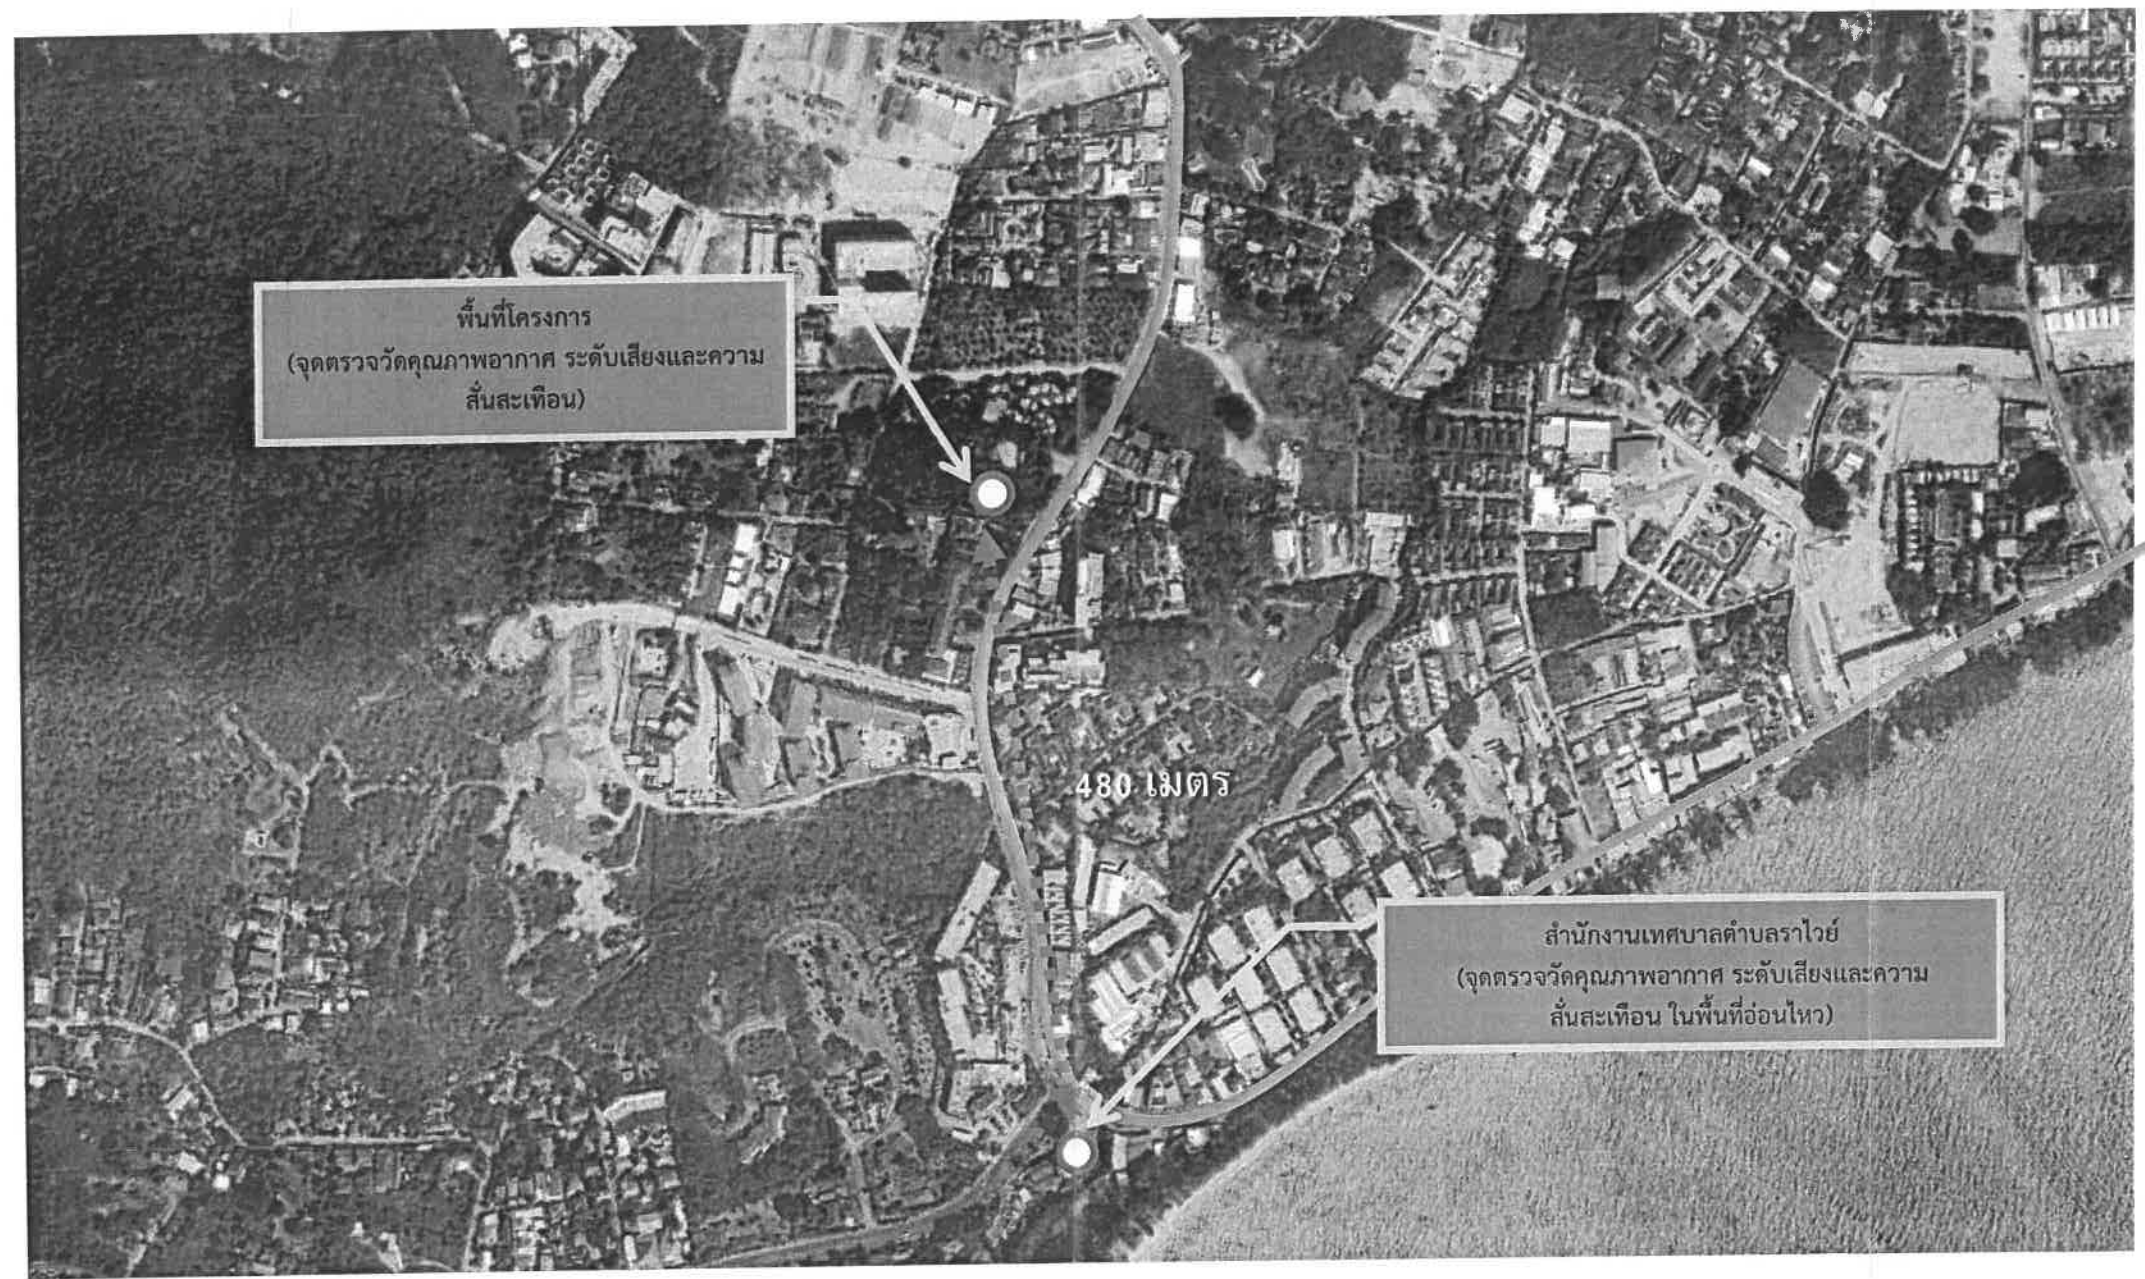 พื้นที่โครงการ
(จุดตรวจวัดคุณภาพอากาศ ระดับเสียงและความ
สั่นสะเทือน)
480 เมตร
สำนักงานเทศบาลตำบลราไวย์
(จุดตรวจวัดคุณภาพอากาศ ระดับเสียงและความ
สั่นสะเทือน ในพื้นที่อ่อนไหว)